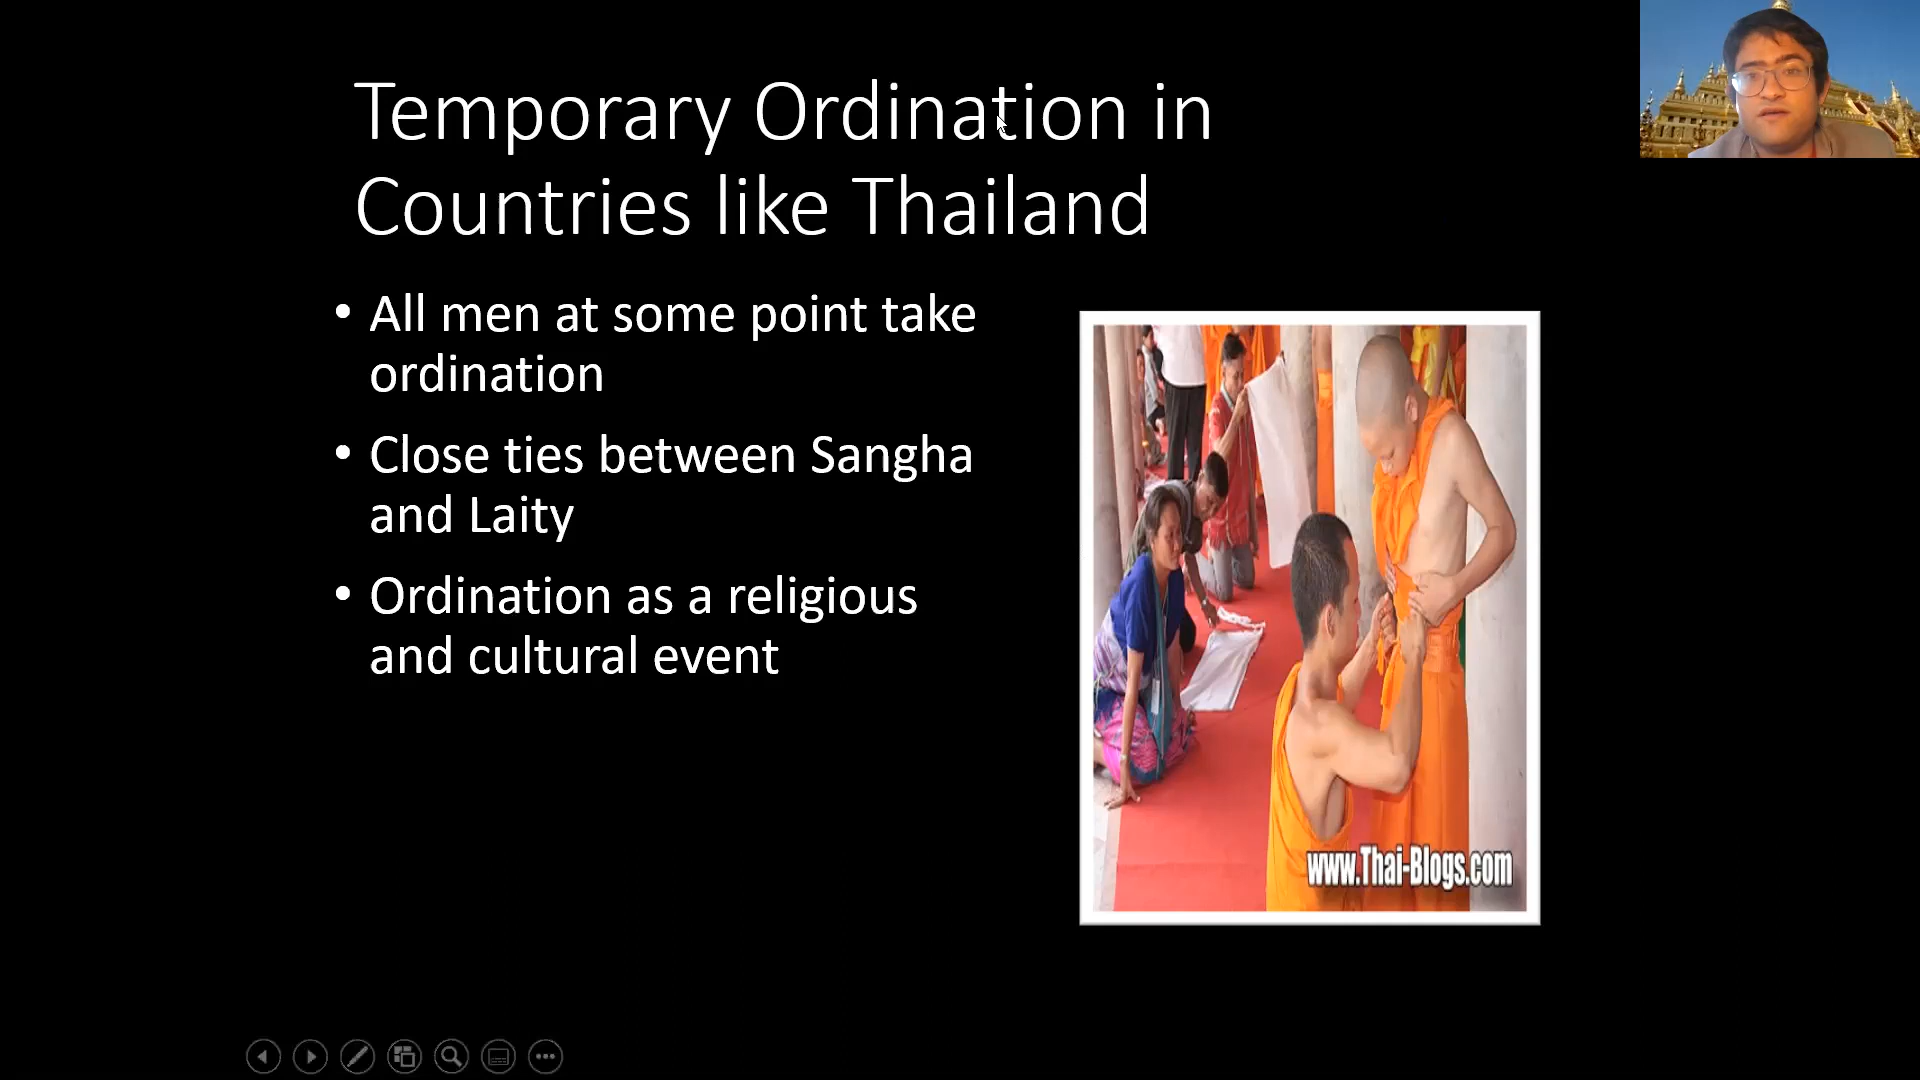 Temporary Ordination in
Countries like Thailand
• All men at some point take
ordination
• Close ties between Sangha
and Laity
• Ordination as a religious
and cultural event
www.Thai-Blogs.com